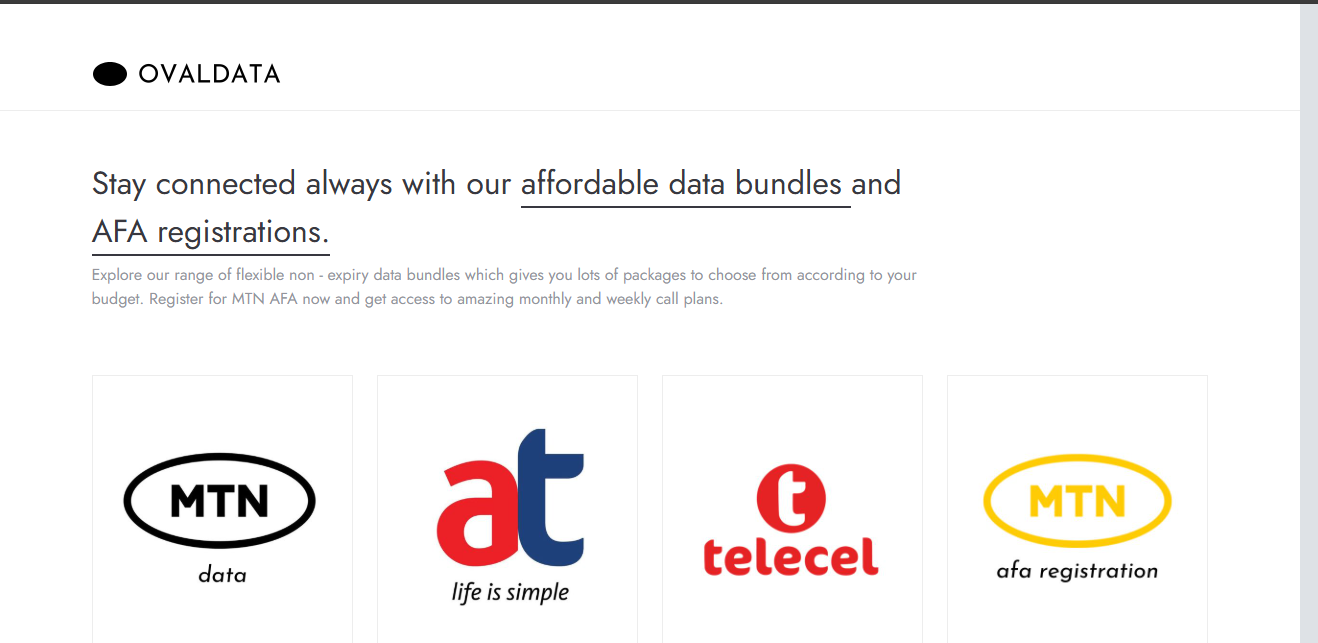 OVALDATA
Stay connected always with our affordable data bundles and
AFA registrations.
Explore our range of flexible non - expiry data bundles which gives you lots of packages to choose from according to your
budget. Register for MTN AFA now and get access to amazing monthly and weekly call plans.
MTN
data
at
life is simple
t
telecel
MTN
afa registration